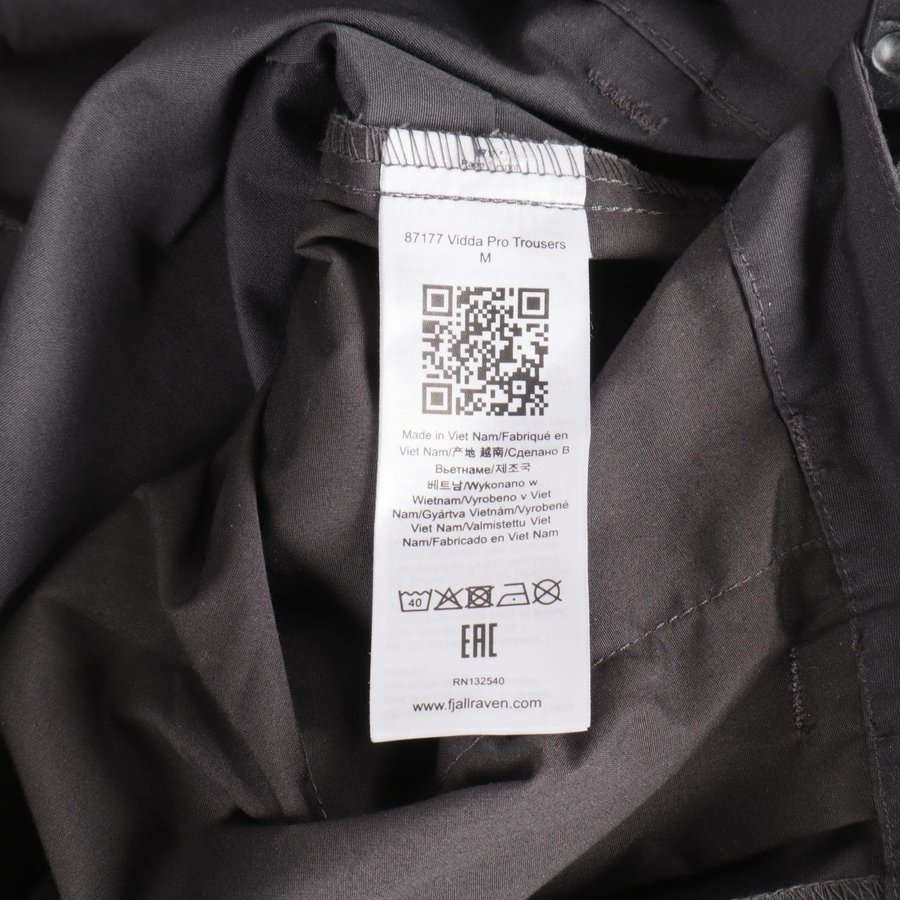 87177 Vidda Pro Trousers
M
Made in Viet Nam/Fabriqué en
Viet Nam/产地 越南/Сделано В
Вьетнаме/제조국
베트남/Wykonano w
Wietnam/Vyrobeno v Viet
Nam/Gyártva Vietnám/Vyrobené
Viet Nam/Valmistettu Viet
Nam/Fabricado en Viet Nam
40
EAC
RN132540
www.fjallraven.com